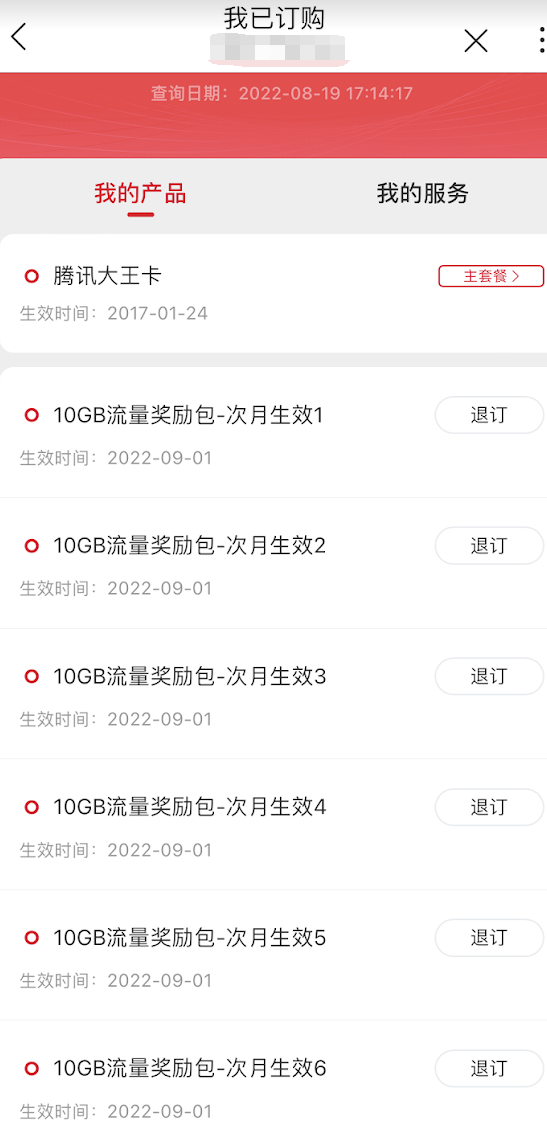 我已订购
查询日期：2022-08-19 17:14:17
我的产品 我的服务
腾讯大王卡 主套餐
生效时间：2017-01-24
10GB流量奖励包-次月生效1 退订
生效时间：2022-09-01
10GB流量奖励包-次月生效2 退订
生效时间：2022-09-01
10GB流量奖励包-次月生效3 退订
生效时间：2022-09-01
10GB流量奖励包-次月生效4 退订
生效时间：2022-09-01
10GB流量奖励包-次月生效5 退订
生效时间：2022-09-01
10GB流量奖励包-次月生效6 退订
生效时间：2022-09-01